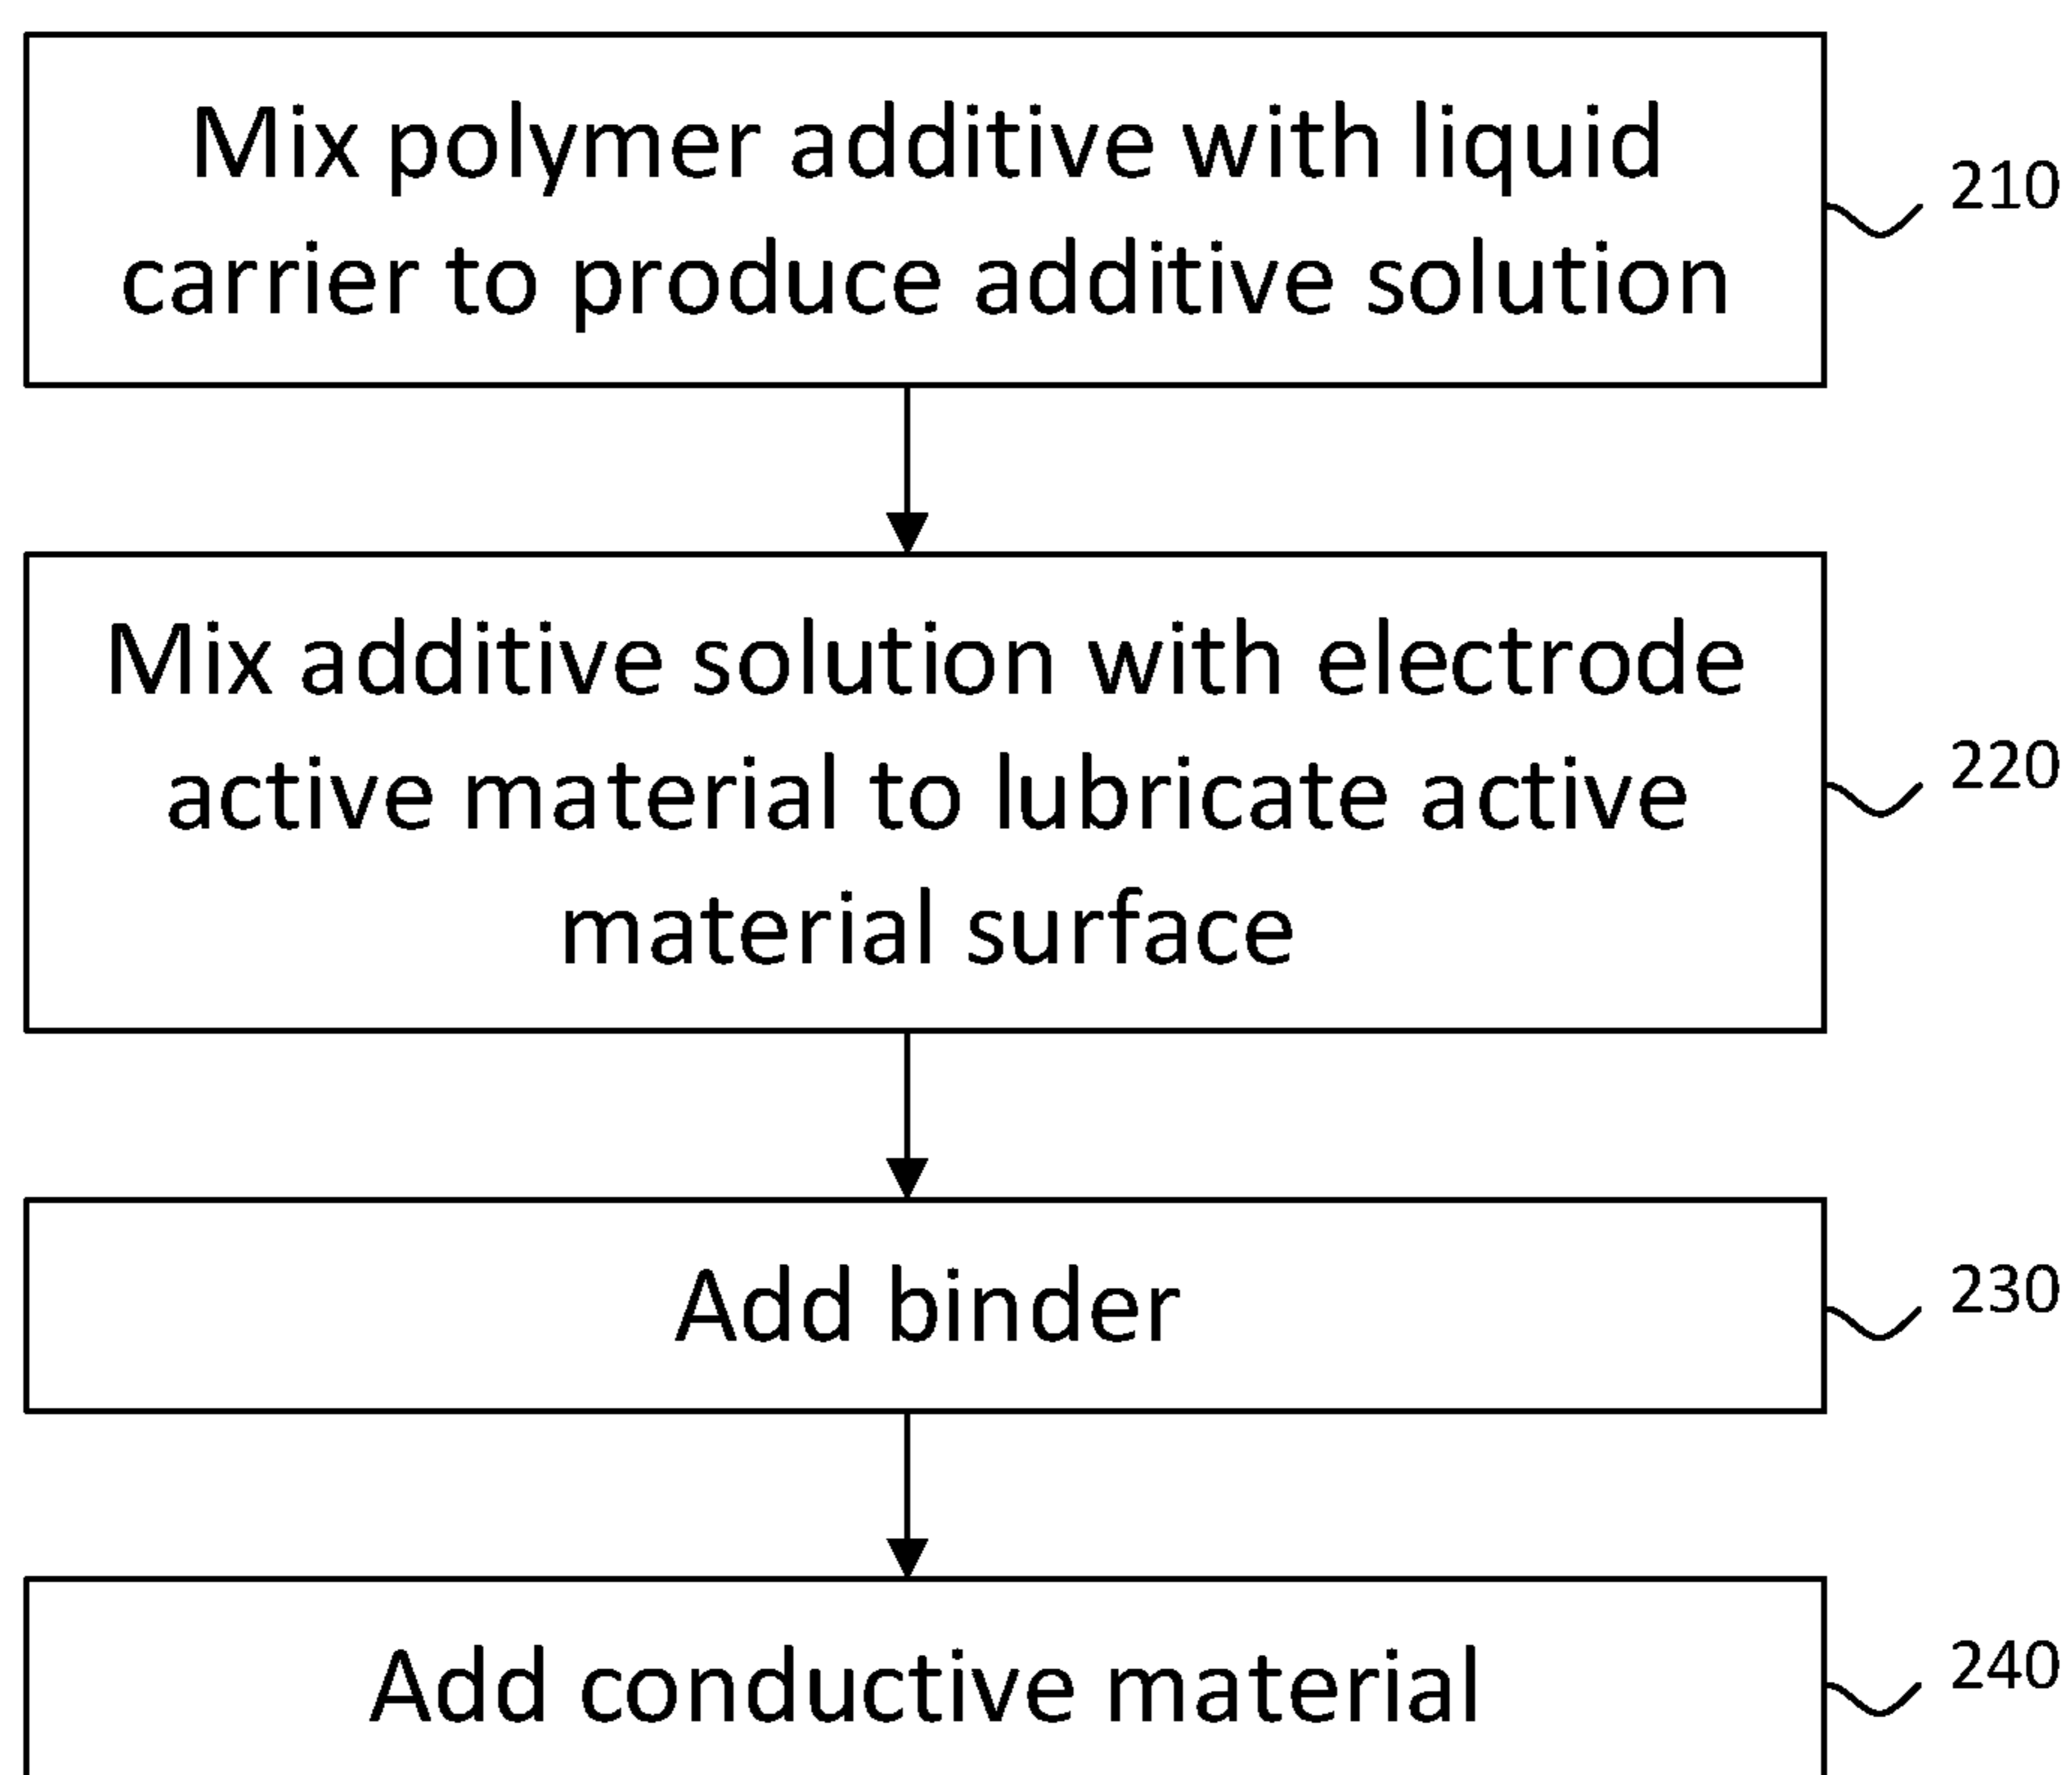 Mix polymer additive with liquid
carrier to produce additive solution
210
Mix additive solution with electrode
active material to lubricate active
material surface
220
Add binder
230
Add conductive material
240